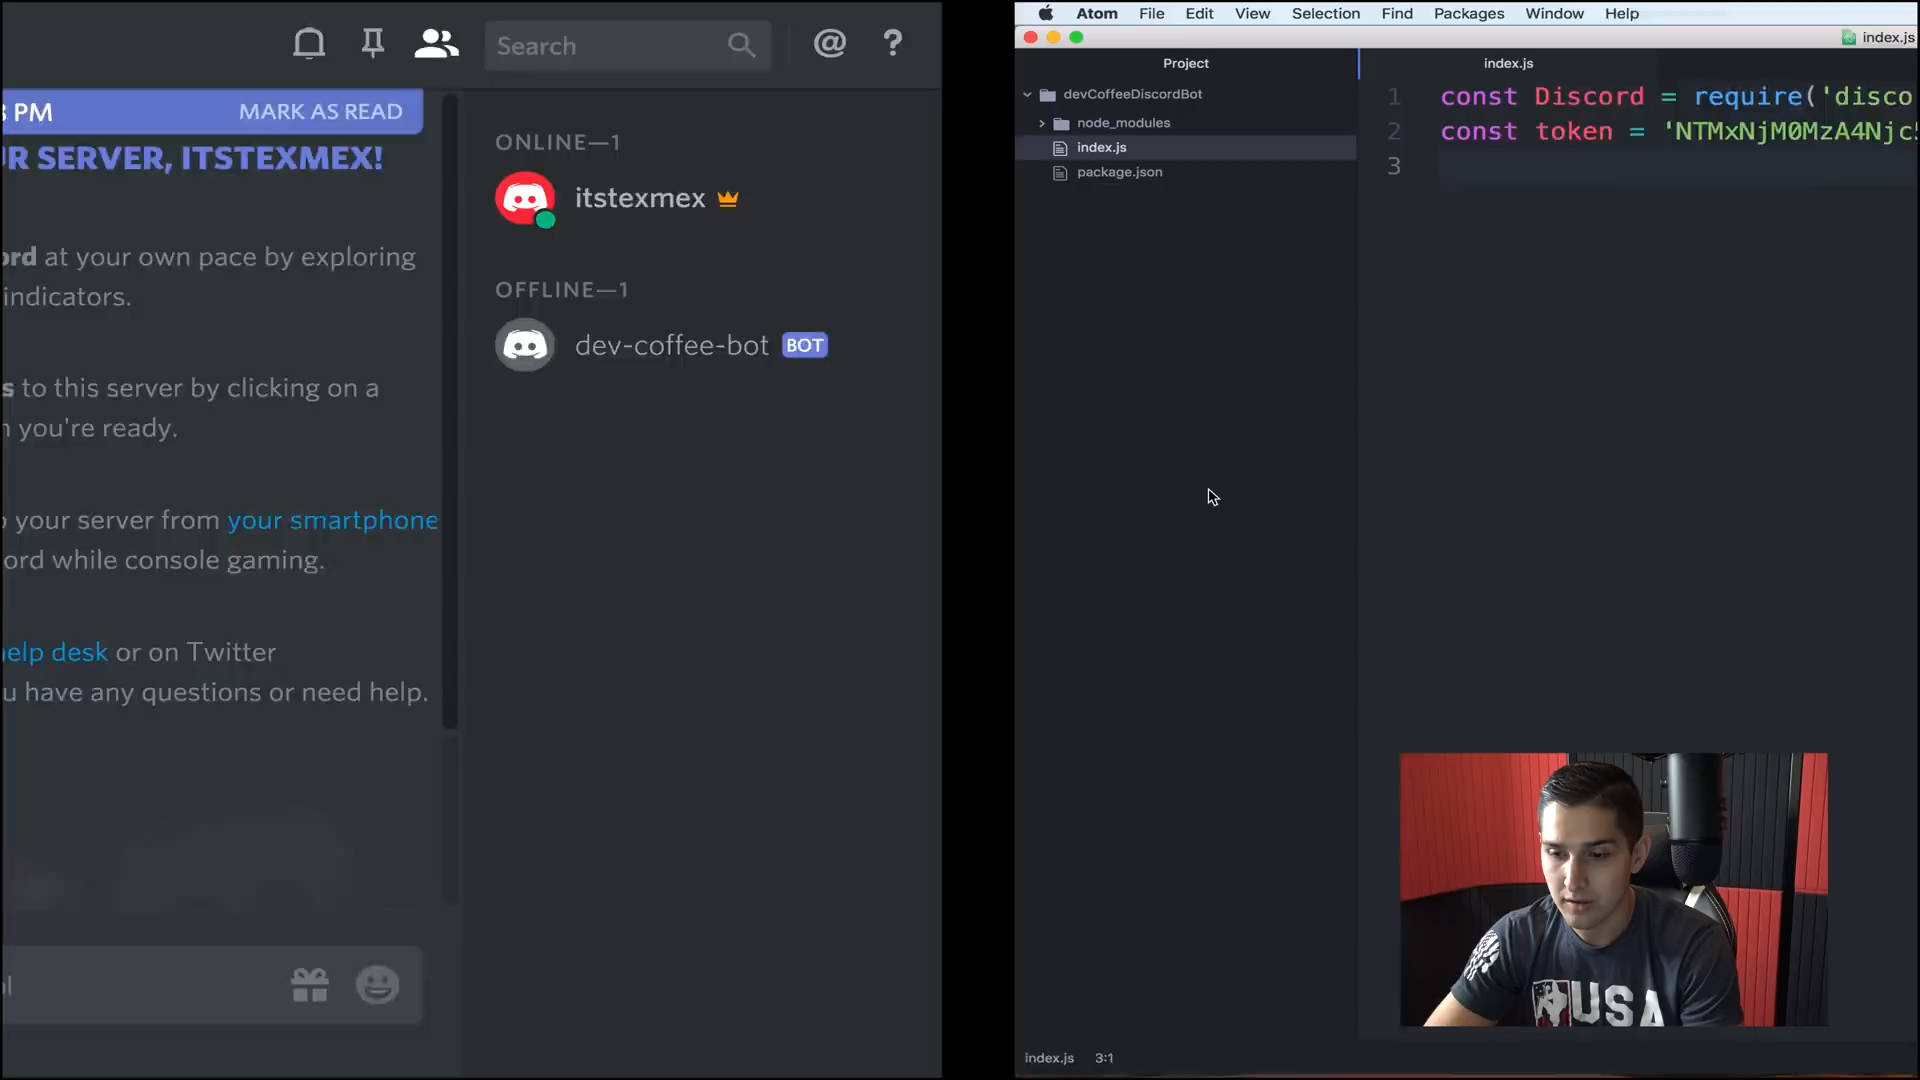 Search
@
?
3 PM
MARK AS READ
R SERVER, ITSTEXMEX!
ord at your own pace by exploring
indicators.
s to this server by clicking on a
you're ready.
your server from your smartphone
ord while console gaming.
elp desk or on Twitter
u have any questions or need help.
ONLINE—1
itstexmex
OFFLINE—1
dev-coffee-bot BOT
Atom File Edit View Selection Find Packages Window Help
index.js
Project
devCoffeeDiscordBot
node_modules
index.js
package.json
index.js
1 const Discord = require('disco
2 const token = 'NTMxNjM0MzA4Njc
3
USA
index.js 3:1